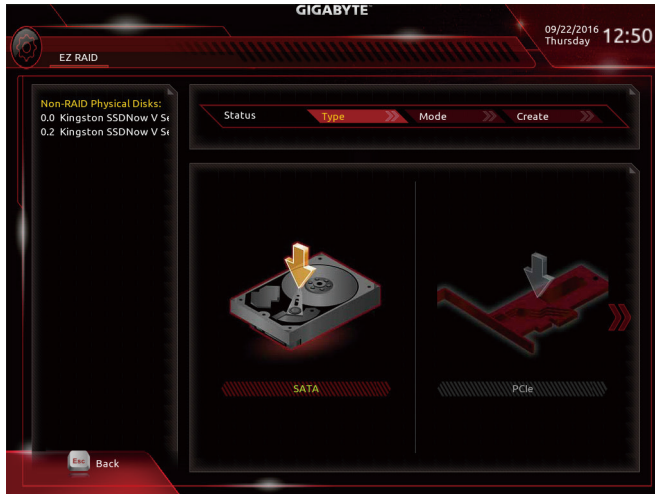 GIGABYTE™
09/22/2016
Thursday
12:50
EZ RAID
Non-RAID Physical Disks:
0.0 Kingston SSDNow V Se
0.2 Kingston SSDNow V Se
Status Type Mode Create
SATA
PCIe
Esc Back